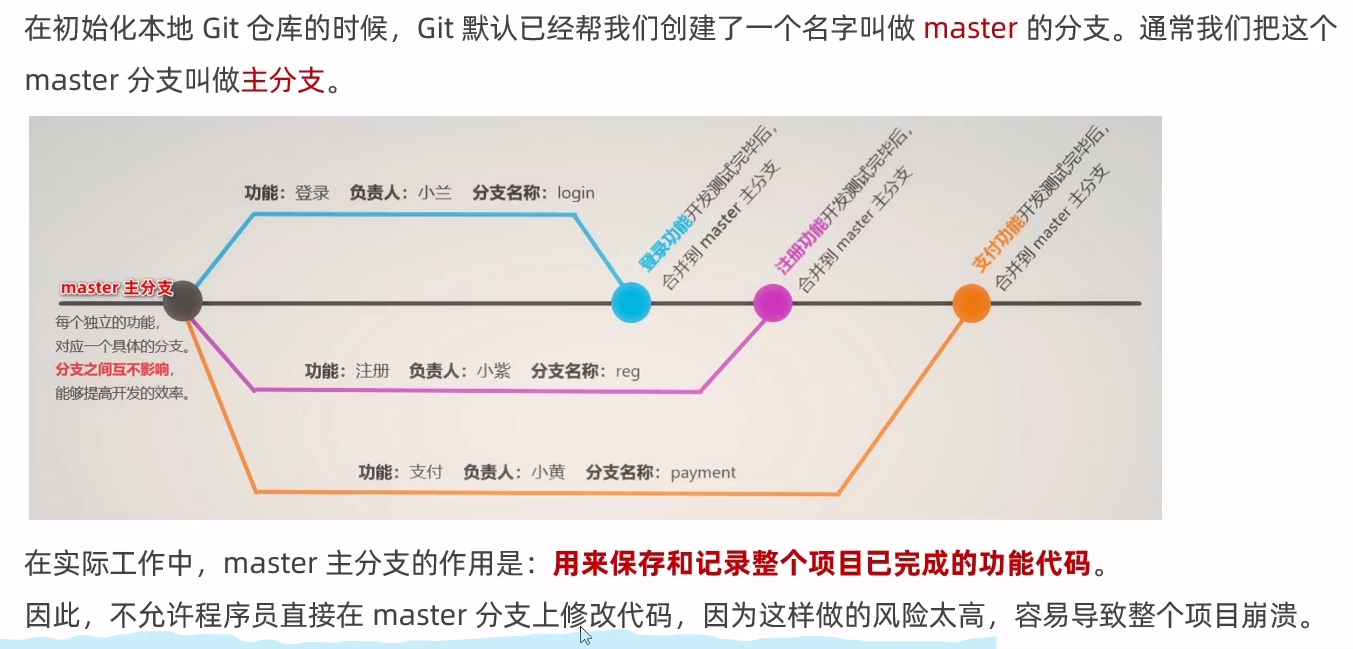 在初始化本地 Git 仓库的时候，Git 默认已经帮我们创建了一个名字叫做 master 的分支。通常我们把这个
master 分支叫做主分支。
功能：登录 负责人：小兰 分支名称：login
登录功能开发测试完毕后，
合并到 master 主分支
注册功能开发测试完毕后，
合并到 master 主分支
支付功能开发测试完毕后，
合并到 master 主分支
master 主分支
每个独立的功能，
对应一个具体的分支。
分支之间互不影响，
能够提高开发的效率。
功能：注册 负责人：小紫 分支名称：reg
功能：支付 负责人：小黄 分支名称：payment
在实际工作中，master 主分支的作用是：用来保存和记录整个项目已完成的功能代码。
因此，不允许程序员直接在 master 分支上修改代码，因为这样做的风险太高，容易导致整个项目崩溃。